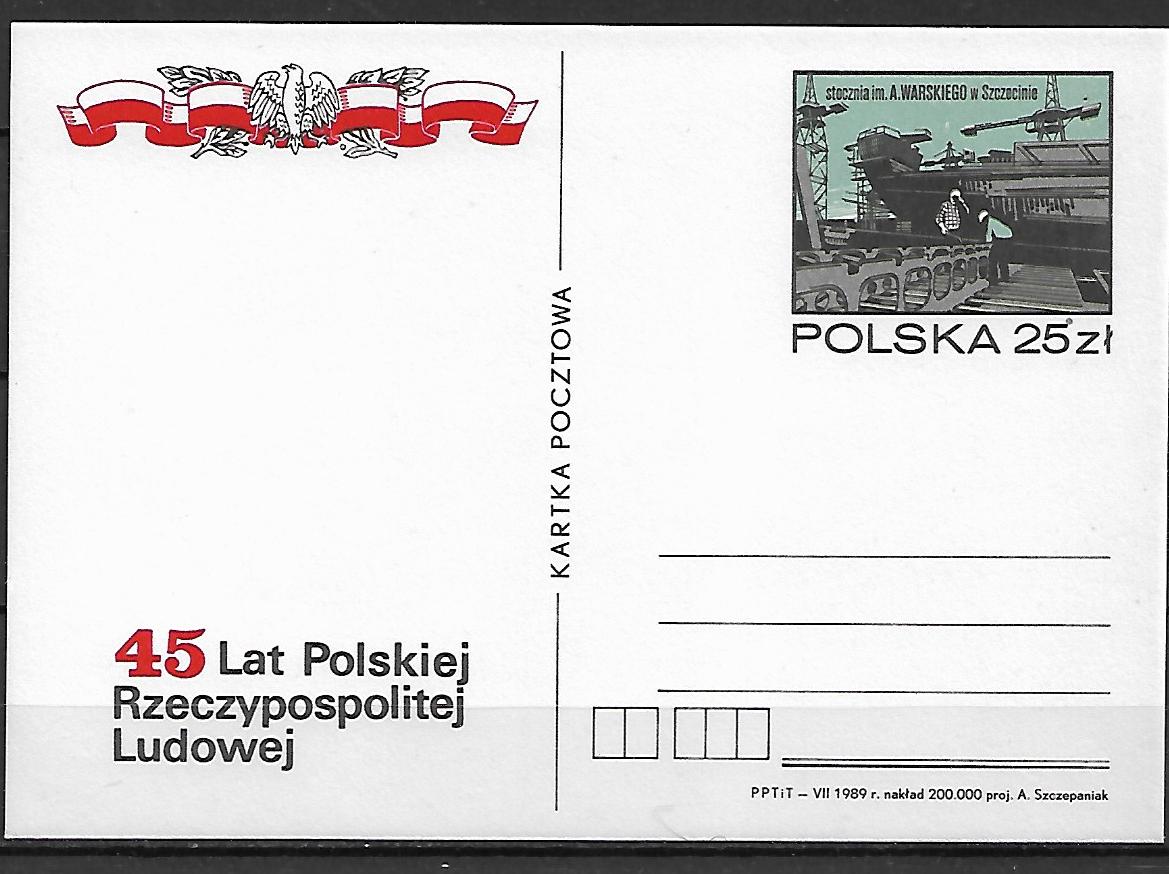 stocznia im. A.WARSKIEGO w Szczecinie
POLSKA 25 zł
KARTKA POCZTOWA
45 Lat Polskiej
Rzeczypospolitej
Ludowej
PPTiT – VII 1989 r. nakład 200.000 proj. A. Szczepaniak